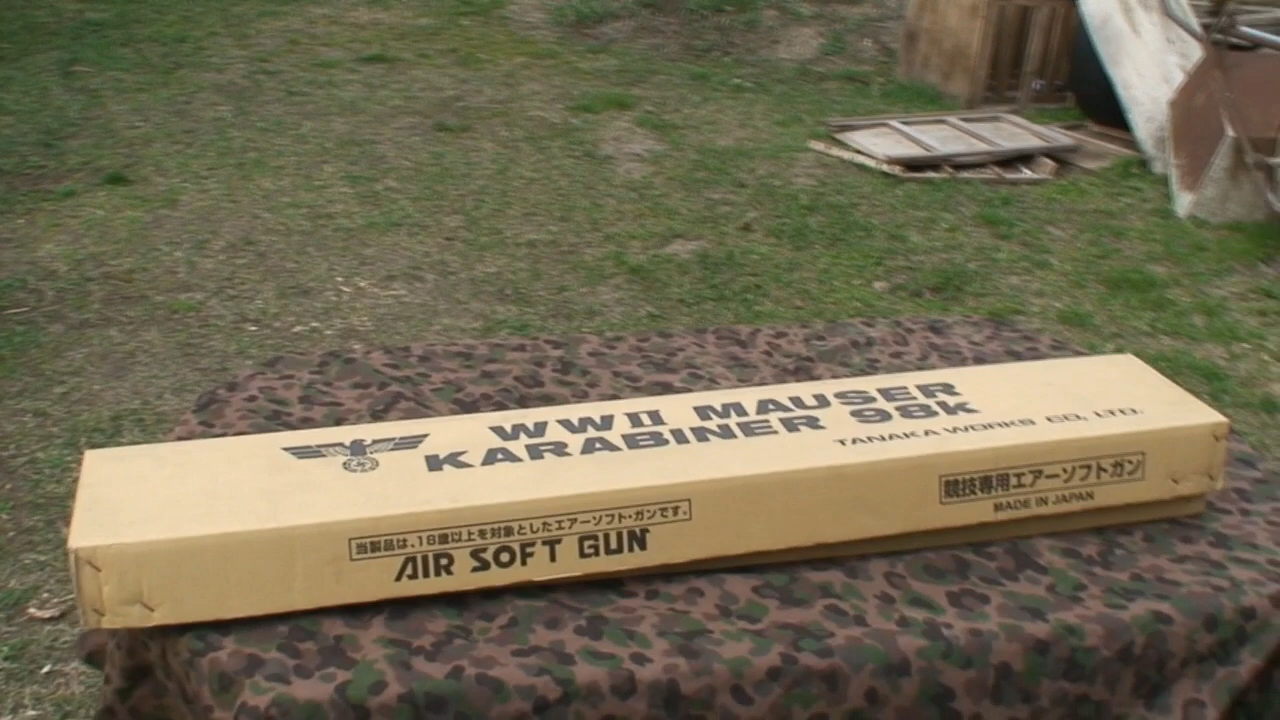 WWII MAUSER
KARABINER 98k
TANAKA WORKS CO, LTD.
当製品は、18歳以上を対象としたエアーソフト・ガンです。
AIR SOFT GUN
競技専用エアーソフトガン
MADE IN JAPAN